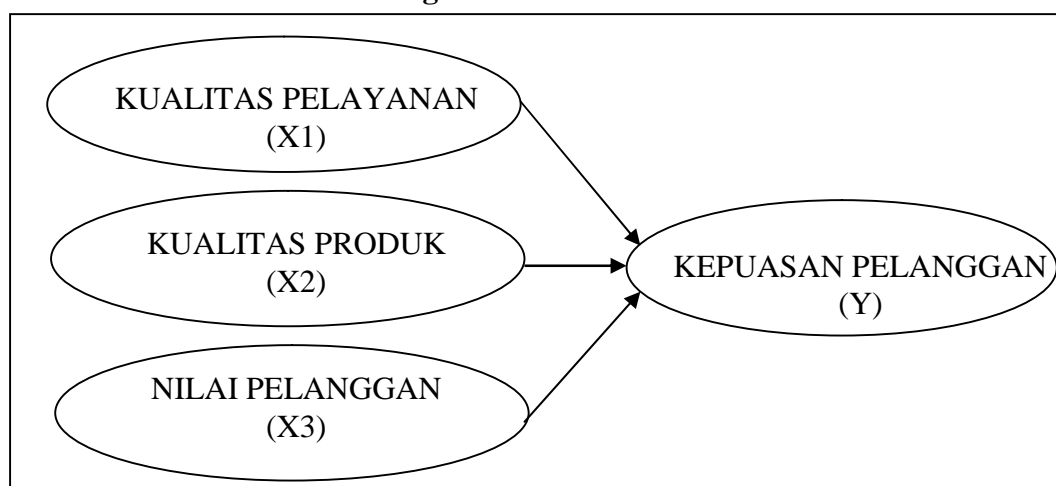 KUALITAS PELAYANAN
(X1)
KUALITAS PRODUK
(X2)
KEPUASAN PELANGGAN
(Y)
NILAI PELANGGAN
(X3)